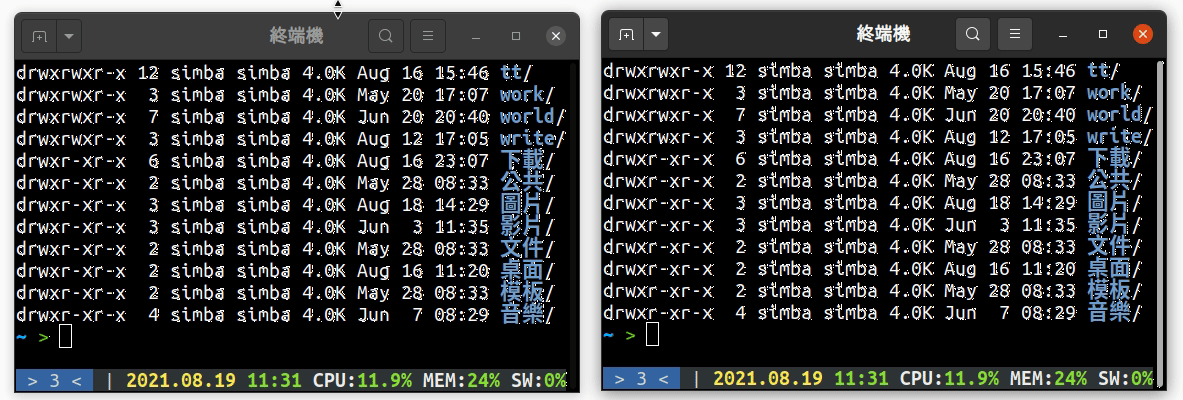 終端機
drwxrwxr-x 12 simba simba 4.0K Aug 16 15:46 tt/
drwxrwxr-x  3 simba simba 4.0K May 20 17:07 work/
drwxrwxr-x  7 simba simba 4.0K Jun 20 20:40 world/
drwxrwxr-x  3 simba simba 4.0K Aug 12 17:05 write/
drwxr-xr-x  6 simba simba 4.0K Aug 16 23:07 下載/
drwxr-xr-x  2 simba simba 4.0K May 28 08:33 公共/
drwxr-xr-x  3 simba simba 4.0K Aug 18 14:29 圖片/
drwxr-xr-x  3 simba simba 4.0K Jun  3 11:35 影片/
drwxr-xr-x  2 simba simba 4.0K May 28 08:33 文件/
drwxr-xr-x  2 simba simba 4.0K Aug 16 11:20 桌面/
drwxr-xr-x  2 simba simba 4.0K May 28 08:33 模板/
drwxr-xr-x  4 simba simba 4.0K Jun  7 08:29 音樂/
~ >
> 3 < | 2021.08.19 11:31 CPU:11.9% MEM:24% SW:0%
終端機
drwxrwxr-x 12 simba simba 4.0K Aug 16 15:46 tt/
drwxrwxr-x  3 simba simba 4.0K May 20 17:07 work/
drwxrwxr-x  7 simba simba 4.0K Jun 20 20:40 world/
drwxrwxr-x  3 simba simba 4.0K Aug 12 17:05 write/
drwxr-xr-x  6 simba simba 4.0K Aug 16 23:07 下載/
drwxr-xr-x  2 simba simba 4.0K May 28 08:33 公共/
drwxr-xr-x  3 simba simba 4.0K Aug 18 14:29 圖片/
drwxr-xr-x  3 simba simba 4.0K Jun  3 11:35 影片/
drwxr-xr-x  2 simba simba 4.0K May 28 08:33 文件/
drwxr-xr-x  2 simba simba 4.0K Aug 16 11:20 桌面/
drwxr-xr-x  2 simba simba 4.0K May 28 08:33 模板/
drwxr-xr-x  4 simba simba 4.0K Jun  7 08:29 音樂/
~ >
> 3 < | 2021.08.19 11:31 CPU:11.9% MEM:24% SW:0%